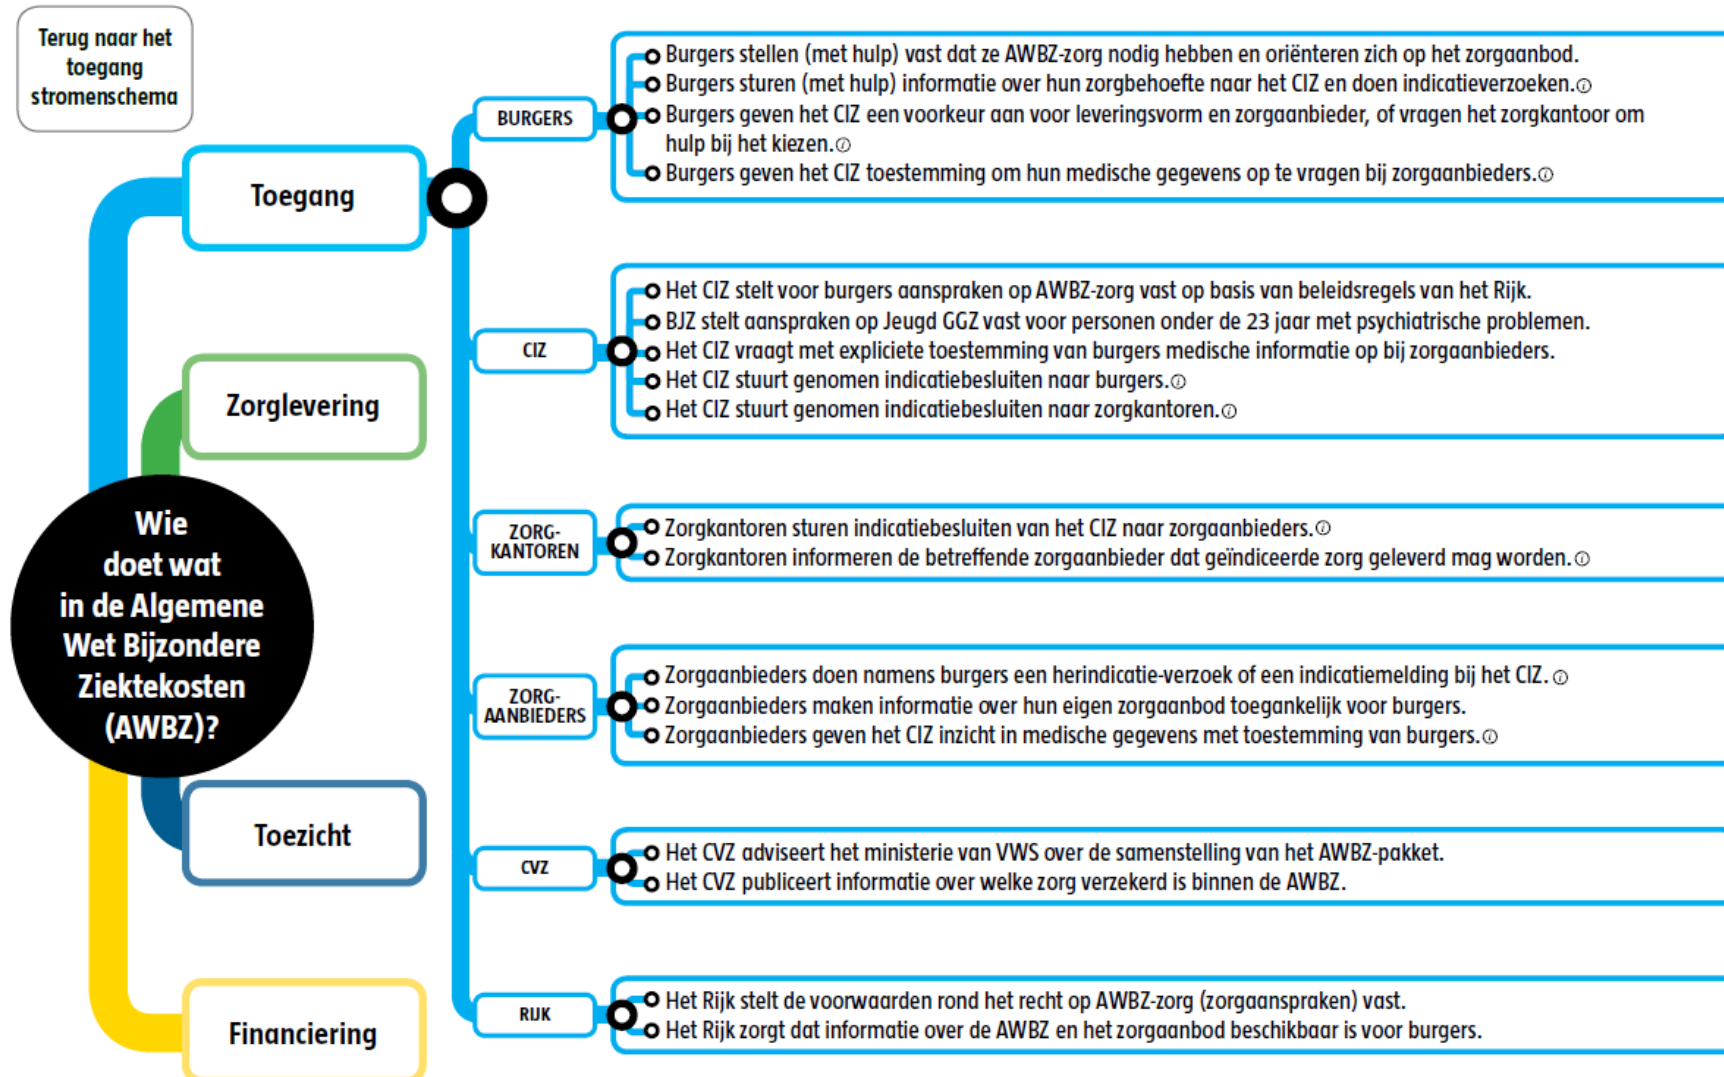 Terug naar het
toegang
stromenschema
Wie
doet wat
in de Algemene
Wet Bijzondere
Ziektekosten
(AWBZ)?
Toegang
BURGERS
Burgers stellen (met hulp) vast dat ze AWBZ-zorg nodig hebben en oriënteren zich op het zorgaanbod.
Burgers sturen (met hulp) informatie over hun zorgbehoefte naar het CIZ en doen indicatieverzoeken. i
Burgers geven het CIZ een voorkeur aan voor leveringsvorm en zorgaanbieder, of vragen het zorgkantoor om
hulp bij het kiezen. i
Burgers geven het CIZ toestemming om hun medische gegevens op te vragen bij zorgaanbieders. i
CIZ
Het CIZ stelt voor burgers aanspraken op AWBZ-zorg vast op basis van beleidsregels van het Rijk.
BJZ stelt aanspraken op Jeugd GGZ vast voor personen onder de 23 jaar met psychiatrische problemen.
Het CIZ vraagt met expliciete toestemming van burgers medische informatie op bij zorgaanbieders.
Het CIZ stuurt genomen indicatiebesluiten naar burgers. i
Het CIZ stuurt genomen indicatiebesluiten naar zorgkantoren. i
ZORG-
KANTOREN
Zorgkantoren sturen indicatiebesluiten van het CIZ naar zorgaanbieders. i
Zorgkantoren informeren de betreffende zorgaanbieder dat geïndiceerde zorg geleverd mag worden. i
ZORG-
AANBIEDERS
Zorgaanbieders doen namens burgers een herindicatie-verzoek of een indicatiemelding bij het CIZ. i
Zorgaanbieders maken informatie over hun eigen zorgaanbod toegankelijk voor burgers.
Zorgaanbieders geven het CIZ inzicht in medische gegevens met toestemming van burgers. i
CVZ
Het CVZ adviseert het ministerie van VWS over de samenstelling van het AWBZ-pakket.
Het CVZ publiceert informatie over welke zorg verzekerd is binnen de AWBZ.
RIJK
Het Rijk stelt de voorwaarden rond het recht op AWBZ-zorg (zorgaanspraken) vast.
Het Rijk zorgt dat informatie over de AWBZ en het zorgaanbod beschikbaar is voor burgers.
Zorglevering
Toezicht
Financiering